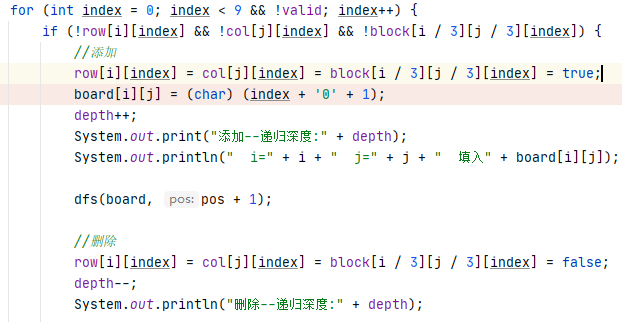 for (int index = 0; index < 9 && !valid; index++) {
if (!row[i][index] && !col[j][index] && !block[i / 3][j / 3][index]) {
//添加
row[i][index] = col[j][index] = block[i / 3][j / 3][index] = true;
board[i][j] = (char) (index + '0' + 1);
depth++;
System.out.print("添加--递归深度:" + depth);
System.out.println("  i=" + i + "  j=" + j + "  填入" + board[i][j]);
dfs(board, pos: pos + 1);
//删除
row[i][index] = col[j][index] = block[i / 3][j / 3][index] = false;
depth--;
System.out.println("删除--递归深度:" + depth);